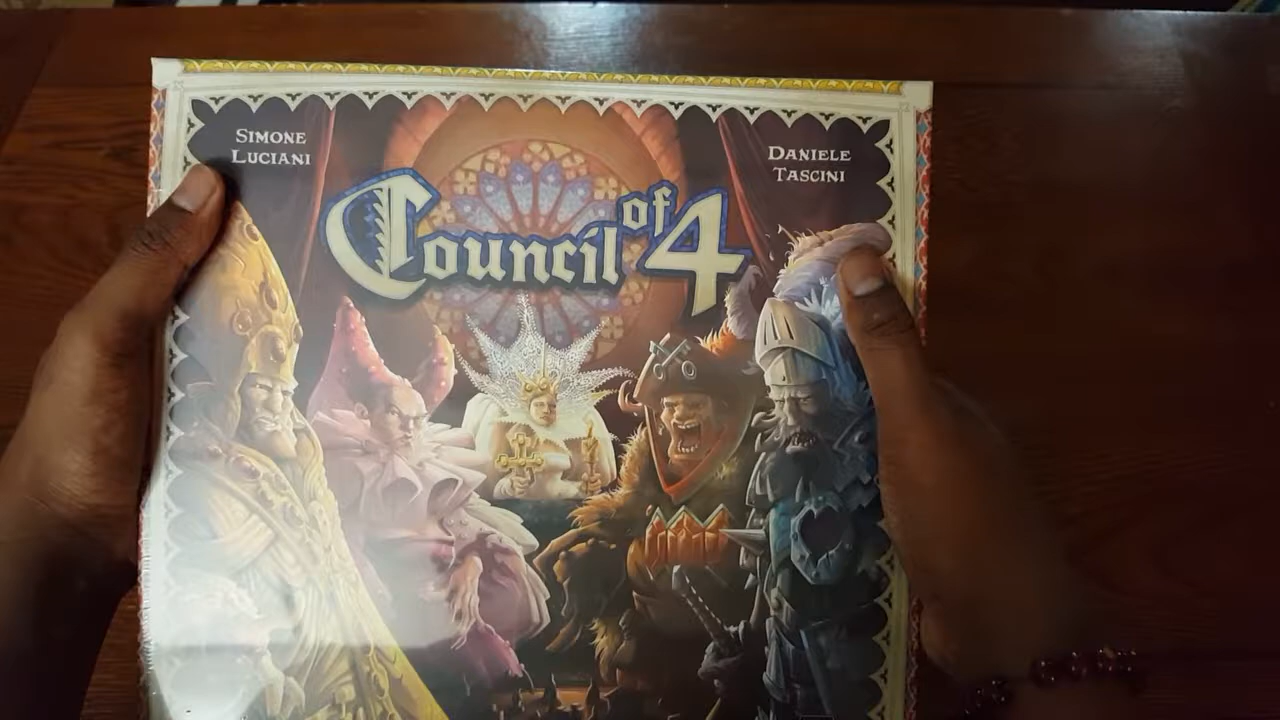 Simone
Luciani
Daniele
Tascini
Council of 4